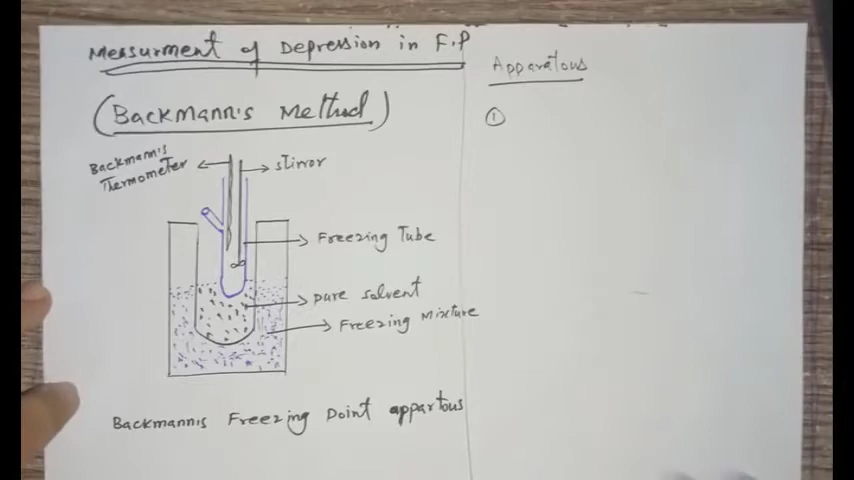 Measurment of Depression in F.P
(Backmann's Method)
Backmann's
Thermometer
stirror
Freezing Tube
pure solvent
Freezing Mixture
Backmann's Freezing Point appartous
Apparatous
①